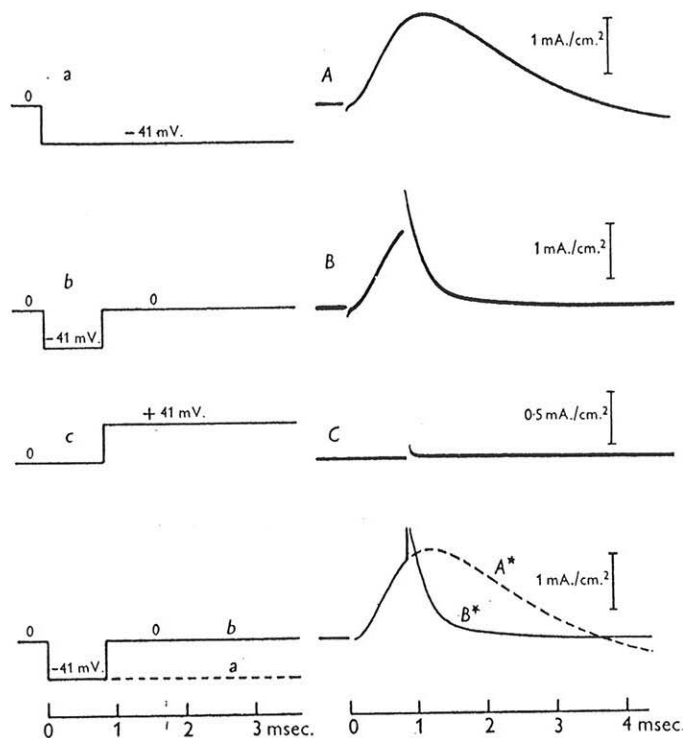 a
0
− 41 mV.
A
1 mA./cm.²
b
0
0
−41 mV.
B
1 mA./cm.²
c
0
+ 41 mV.
C
0·5 mA./cm.²
0
0
b
−41 mV.
a
A*
B*
1 mA./cm.²
0 1 2 3 msec.
0 1 2 3 4 msec.